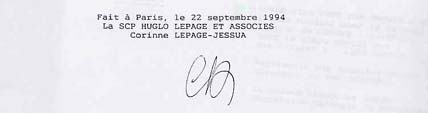 Fait à Paris, le 22 septembre 1994
La SCP HUGLO LEPAGE ET ASSOCIES
Corinne LEPAGE-JESSUA